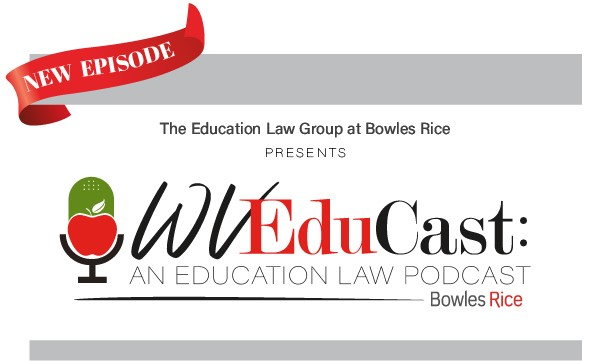 NEW EPISODE
The Education Law Group at Bowles Rice
PRESENTS
WVEduCast:
AN EDUCATION LAW PODCAST
Bowles Rice